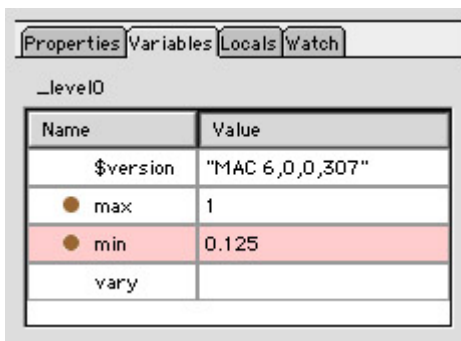 Properties Variables Locals Watch
_level0
Name Value
$version "MAC 6,0,0,307"
max 1
min 0.125
vary